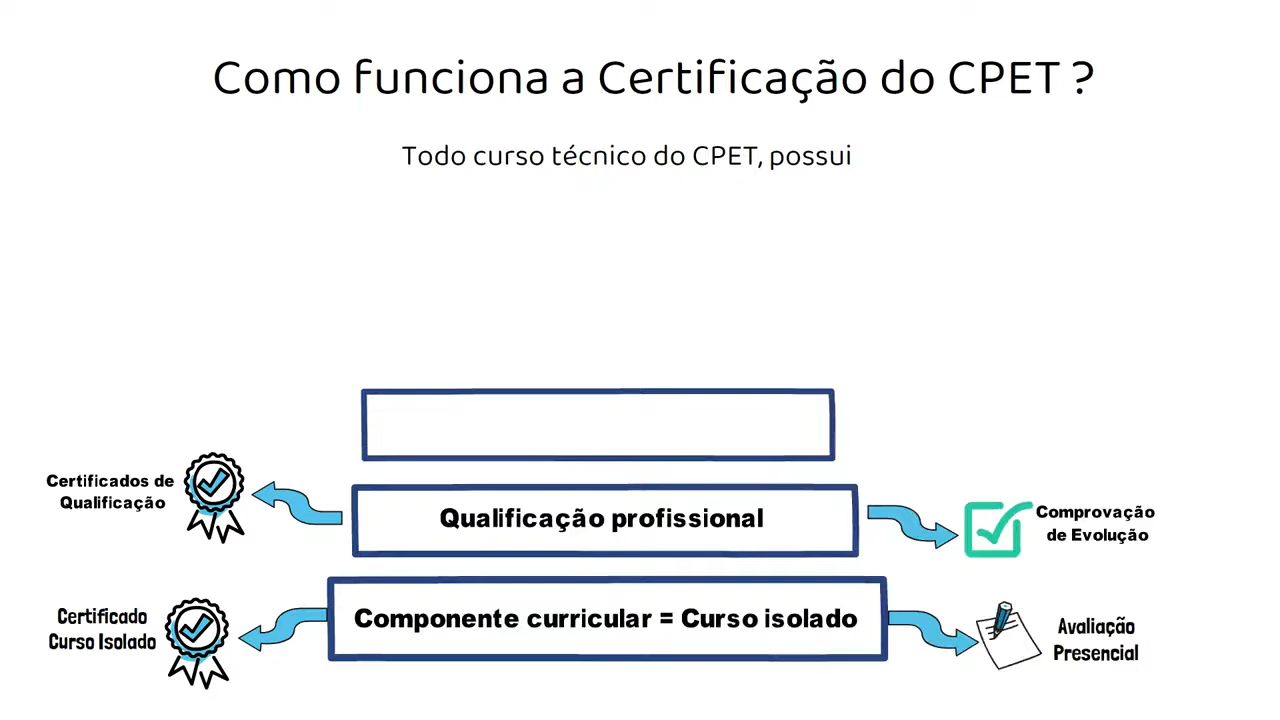 Como funciona a Certificação do CPET ?
Todo curso técnico do CPET, possui
Certificados de
Qualificação
Qualificação profissional
Comprovação
de Evolução
Certificado
Curso Isolado
Componente curricular = Curso isolado
Avaliação
Presencial